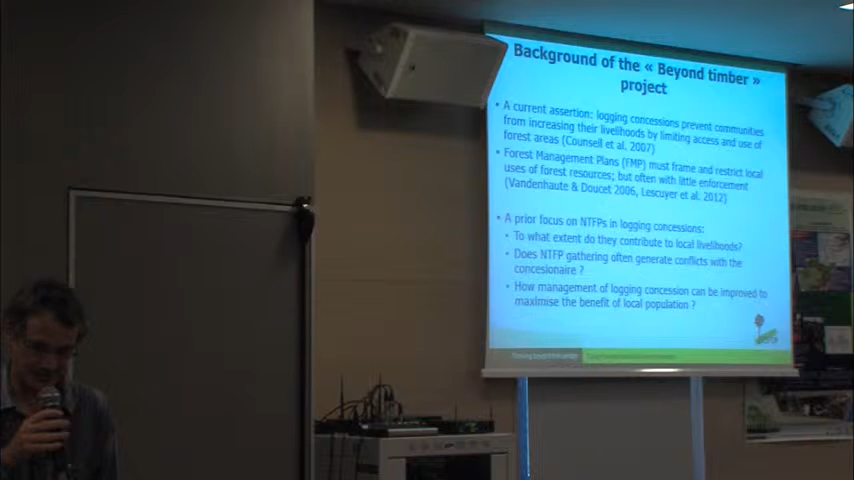 Background of the « Beyond timber »
project
• A current assertion: logging concessions prevent communities
from increasing their livelihoods by limiting access and use of
forest areas (Counsell et al. 2007)
• Forest Management Plans (FMP) must frame and restrict local
uses of forest resources; but often with little enforcement
(Vandenhaute & Doucet 2006, Lescuyer et al. 2012)
• A prior focus on NTFPs in logging concessions:
• To what extent do they contribute to local livelihoods?
• Does NTFP gathering often generate conflicts with the
concesionaire ?
• How management of logging concession can be improved to
maximise the benefit of local population ?